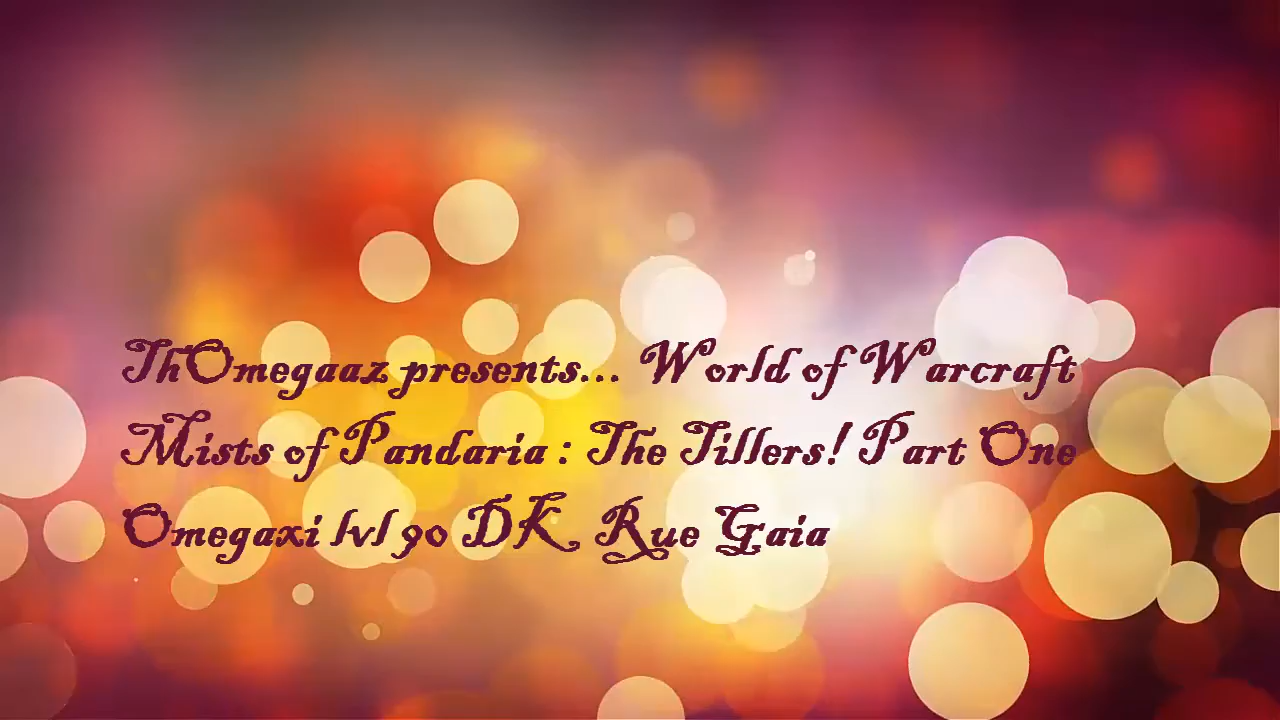 ThOmegaaz presents... World of Warcraft
Mists of Pandaria : The Tillers! Part One
Omegaxi lvl 90 DK Rue Gaia